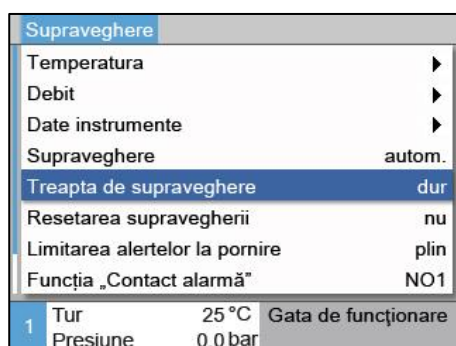 Supraveghere
Temperatura
Debit
Date instrumente
Supraveghere autom.
Treapta de supraveghere dur
Resetarea supravegherii nu
Limitarea alertelor la pornire plin
Funcția „Contact alarmă” NO1
1 Tur 25 °C Gata de funcționare
Presiune 0.0 bar